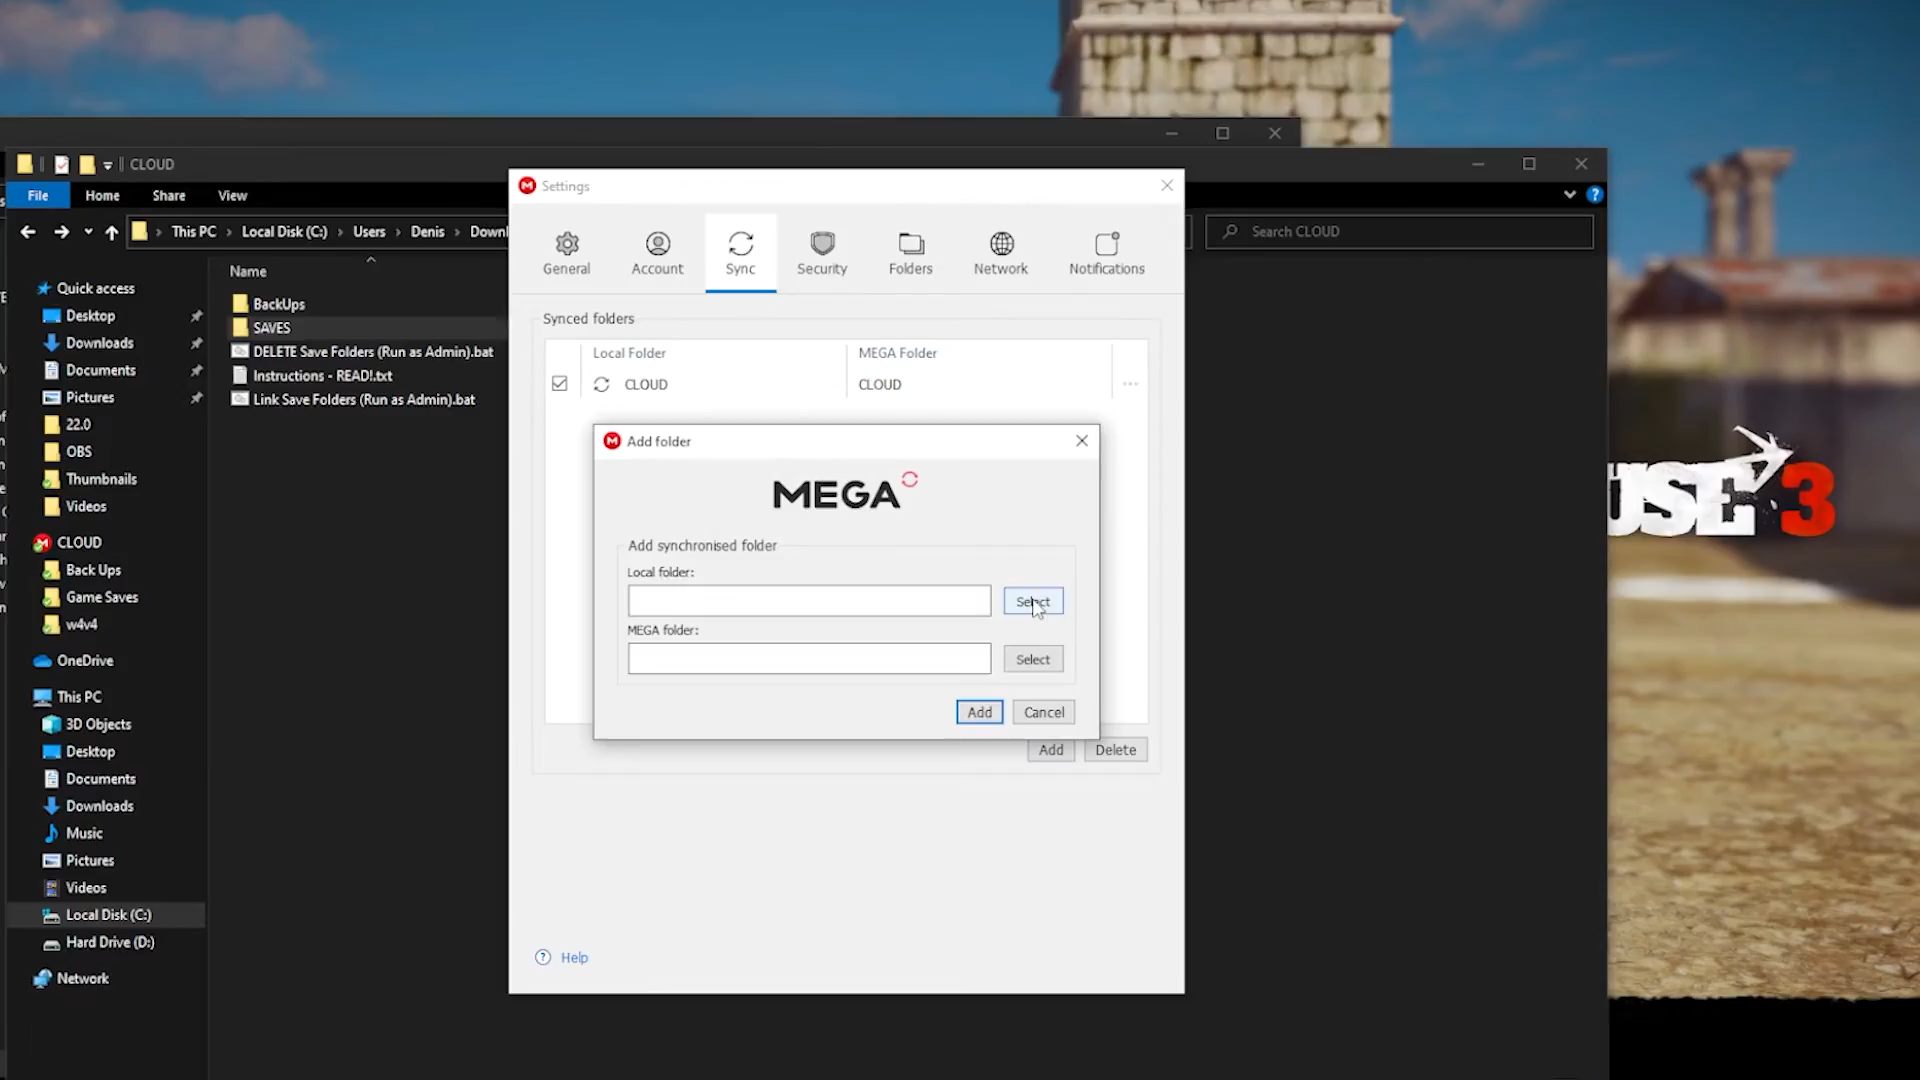 CLOUD
File Home Share View
This PC Local Disk (C:) Users Denis Downl
Search CLOUD
Quick access
Desktop
Downloads
Documents
Pictures
22.0
OBS
Thumbnails
Videos
CLOUD
Back Ups
Game Saves
w4v4
OneDrive
This PC
3D Objects
Desktop
Documents
Downloads
Music
Pictures
Videos
Local Disk (C:)
Hard Drive (D:)
Network
Name
BackUps
SAVES
DELETE Save Folders (Run as Admin).bat
Instructions - READ!.txt
Link Save Folders (Run as Admin).bat
Settings
General Account Sync Security Folders Network Notifications
Synced folders
Local Folder MEGA Folder
CLOUD CLOUD
Add folder
MEGA
Add synchronised folder
Local folder:
Select
MEGA folder:
Select
Add Cancel
Add Delete
? Help
USE 3